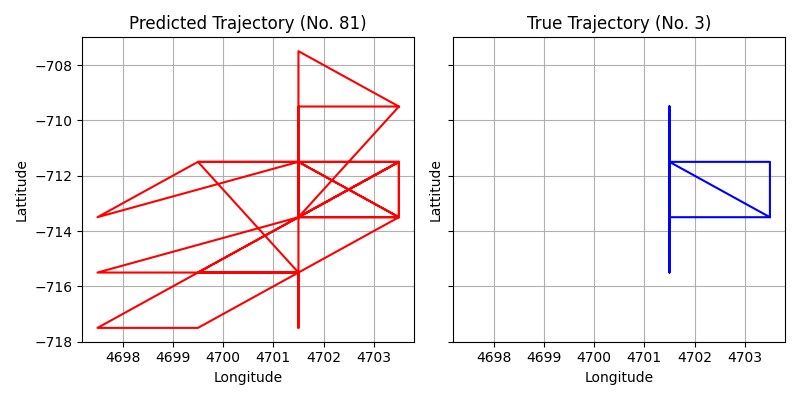 Predicted Trajectory (No. 81)
True Trajectory (No. 3)
−708
−710
−712
−714
−716
−718
Lattitude
Lattitude
4698 4699 4700 4701 4702 4703
4698 4699 4700 4701 4702 4703
Longitude
Longitude